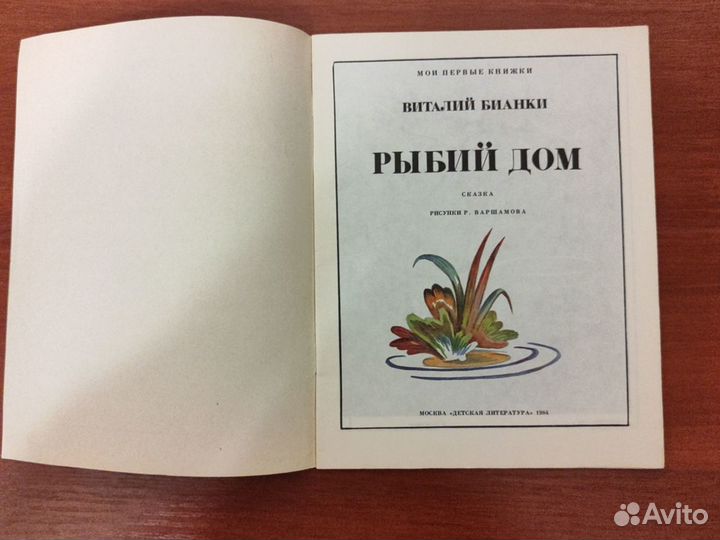 МОИ ПЕРВЫЕ КНИЖКИ
ВИТАЛИЙ БИАНКИ
РЫБИЙ ДОМ
СКАЗКА
РИСУНКИ Р. ВАРШАМОВА
МОСКВА «ДЕТСКАЯ ЛИТЕРАТУРА» 1984
Avito